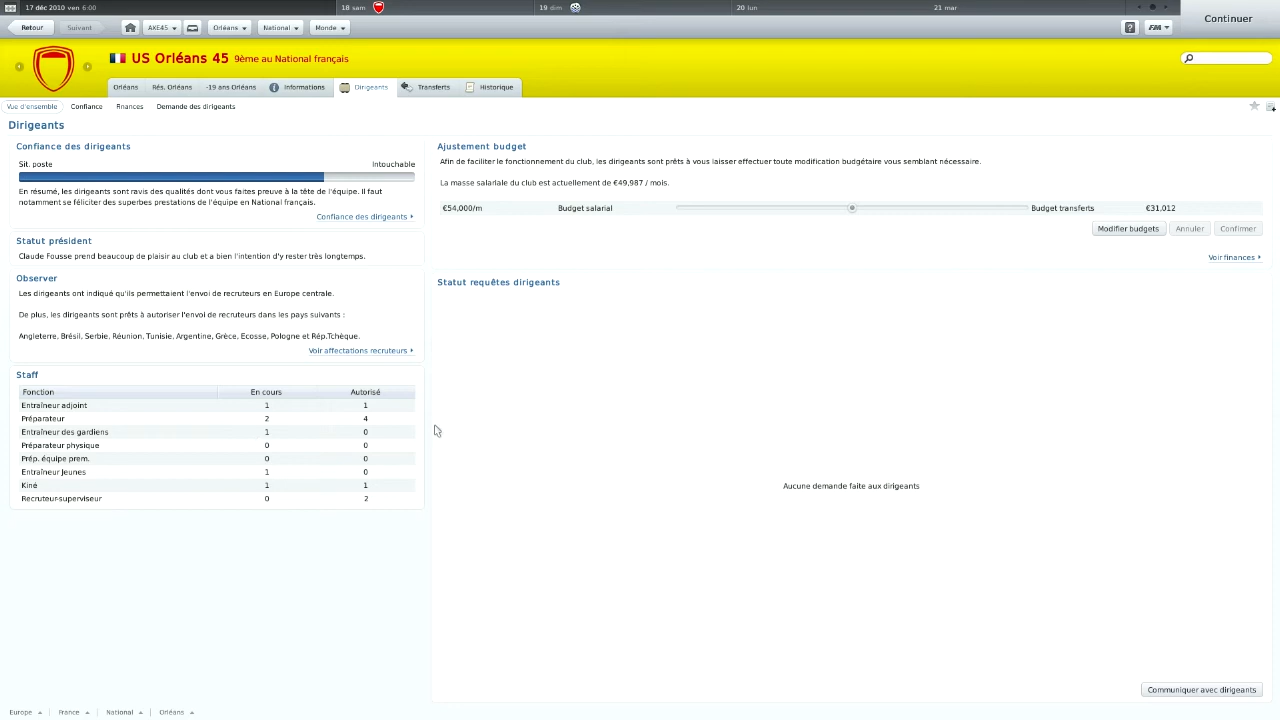 17 déc 2010 ven 6:00
18 sam
19 dim
20 lun
21 mar
Continuer
Retour
Suivant
AXE45
Orléans
National
Monde
?
FM
US Orléans 45 9ème au National français
Orléans
Rés. Orléans
-19 ans Orléans
Informations
Dirigeants
Transferts
Historique
Vue d'ensemble
Confiance
Finances
Demande des dirigeants
Dirigeants
Confiance des dirigeants
Sit. poste Intouchable
En résumé, les dirigeants sont ravis des qualités dont vous faites preuve à la tête de l'équipe. Il faut
notamment se féliciter des superbes prestations de l'équipe en National français.
Confiance des dirigeants
Statut président
Claude Fousse prend beaucoup de plaisir au club et a bien l'intention d'y rester très longtemps.
Observer
Les dirigeants ont indiqué qu'ils permettaient l'envoi de recruteurs en Europe centrale.
De plus, les dirigeants sont prêts à autoriser l'envoi de recruteurs dans les pays suivants :
Angleterre, Brésil, Serbie, Réunion, Tunisie, Argentine, Grèce, Ecosse, Pologne et Rép.Tchèque.
Voir affectations recruteurs
Staff
Fonction En cours Autorisé
Entraîneur adjoint 1 1
Préparateur 2 4
Entraîneur des gardiens 1 0
Préparateur physique 0 0
Prép. équipe prem. 0 0
Entraîneur Jeunes 1 0
Kiné 1 1
Recruteur-superviseur 0 2
Ajustement budget
Afin de faciliter le fonctionnement du club, les dirigeants sont prêts à vous laisser effectuer toute modification budgétaire vous semblant nécessaire.
La masse salariale du club est actuellement de €49,987 / mois.
€54,000/m Budget salarial Budget transferts €31,012
Modifier budgets
Annuler
Confirmer
Voir finances
Statut requêtes dirigeants
Aucune demande faite aux dirigeants
Communiquer avec dirigeants
Europe
France
National
Orléans